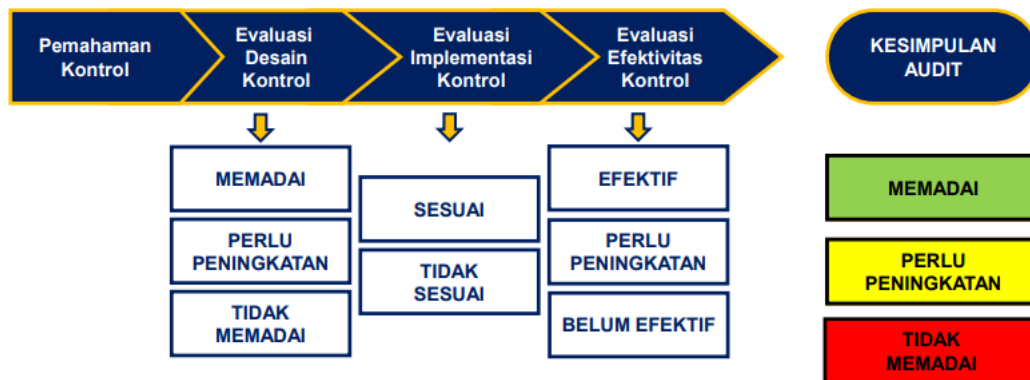 Pemahaman
Kontrol
Evaluasi
Desain
Kontrol
Evaluasi
Implementasi
Kontrol
Evaluasi
Efektivitas
Kontrol
KESIMPULAN
AUDIT
MEMADAI
PERLU
PENINGKATAN
TIDAK
MEMADAI
SESUAI
TIDAK
SESUAI
EFEKTIF
PERLU
PENINGKATAN
BELUM EFEKTIF
MEMADAI
PERLU
PENINGKATAN
TIDAK
MEMADAI